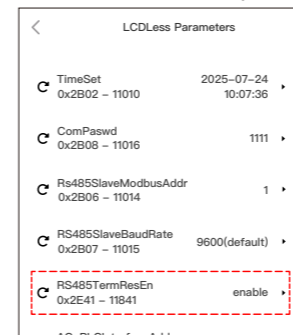 LCDLess Parameters
TimeSet
0x2B02 – 11010
2025-07-24
10:07:36
ComPaswd
0x2B08 – 11016
1111
Rs485SlaveModbusAddr
0x2B06 – 11014
1
RS485SlaveBaudRate
0x2B07 – 11015
9600(default)
RS485TermResEn
0x2E41 – 11841
enable